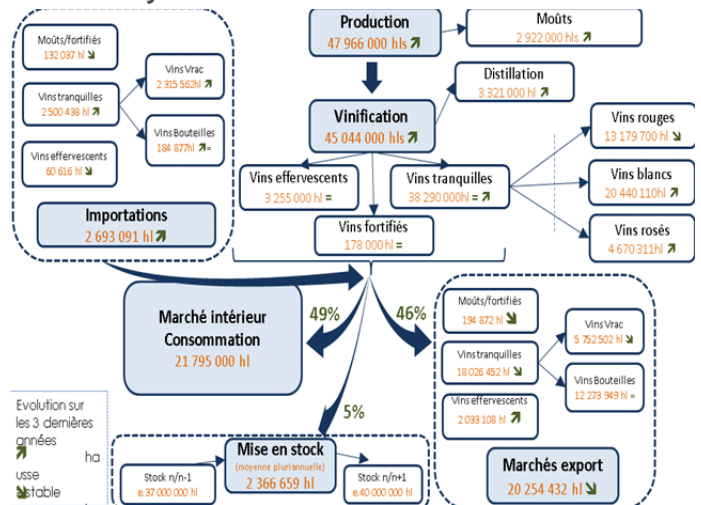 Moûts/fortifiés
132 037 hl
Vins tranquilles
2 500 438 hl
Vins effervescents
60 616 hl
Vins Vrac
2 315 562hl
Vins Bouteilles
184 877hl =
Importations
2 693 091 hl
Production
47 966 000 hls
Moûts
2 922 000 hls
Distillation
3 321 000 hl
Vinification
45 044 000 hls
Vins effervescents
3 255 000 hl =
Vins tranquilles
38 290 000hl =
Vins fortifiés
178 000 hl =
Vins rouges
13 179 700 hl
Vins blancs
20 440 110hl
Vins rosés
4 670 311hl
Marché intérieur
Consommation
21 795 000 hl
49%
46%
5%
Moûts/fortifiés
194 872 hl
Vins tranquilles
18 026 452 hl
Vins effervescents
2 033 108 hl
Vins Vrac
5 752 502 hl
Vins Bouteilles
12 273 949 hl =
Marchés export
20 254 432 hl
Mise en stock
(moyenne pluriannuelle)
2 366 659 hl
Stock n/n-1
e.37 000 000 hl
Stock n/n+1
e.40 000 000 hl
Evolution sur
les 3 dernières
années
ha
usse
stable